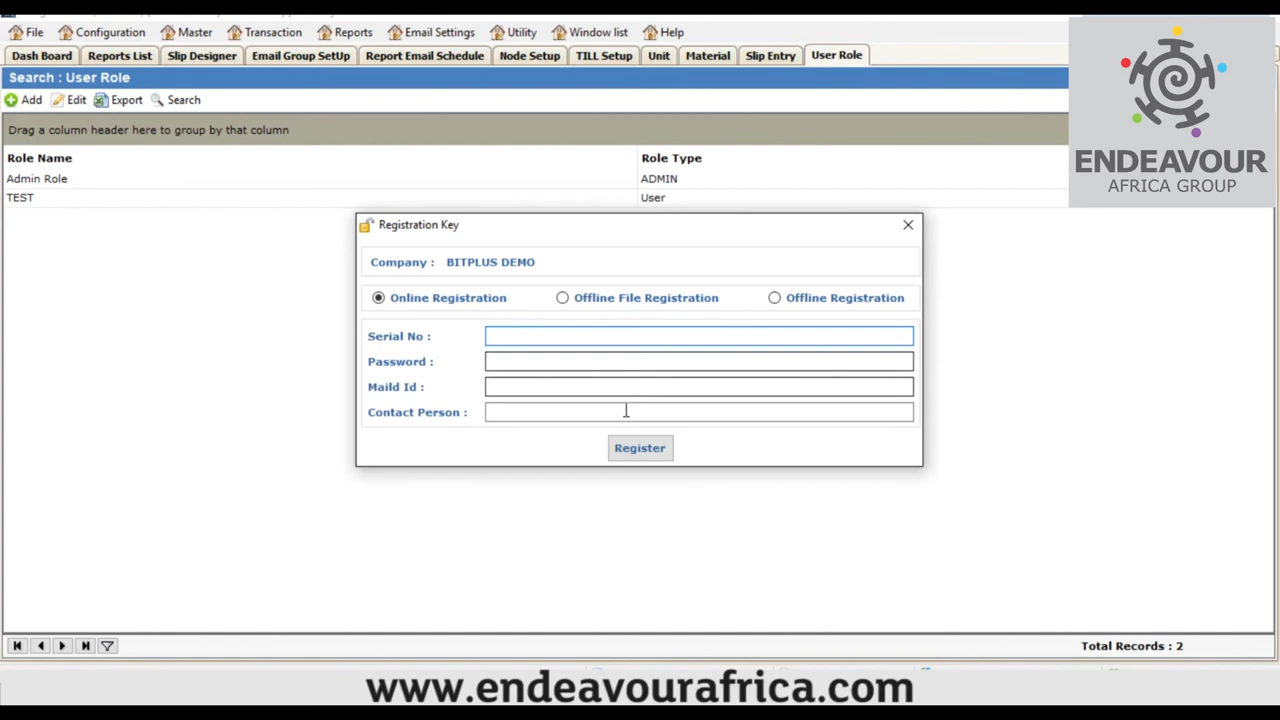 File Configuration Master Transaction Reports Email Settings Utility Window list Help
Dash Board Reports List Slip Designer Email Group SetUp Report Email Schedule Node Setup TILL Setup Unit Material Slip Entry User Role
Search : User Role
Add Edit Export Search
Drag a column header here to group by that column
Role Name Role Type
Admin Role ADMIN
TEST User
ENDEAVOUR
AFRICA GROUP
Registration Key
Company : BITPLUS DEMO
Online Registration Offline File Registration Offline Registration
Serial No :
Password :
Maild Id :
Contact Person :
Register
Total Records : 2
www.endeavourafrica.com